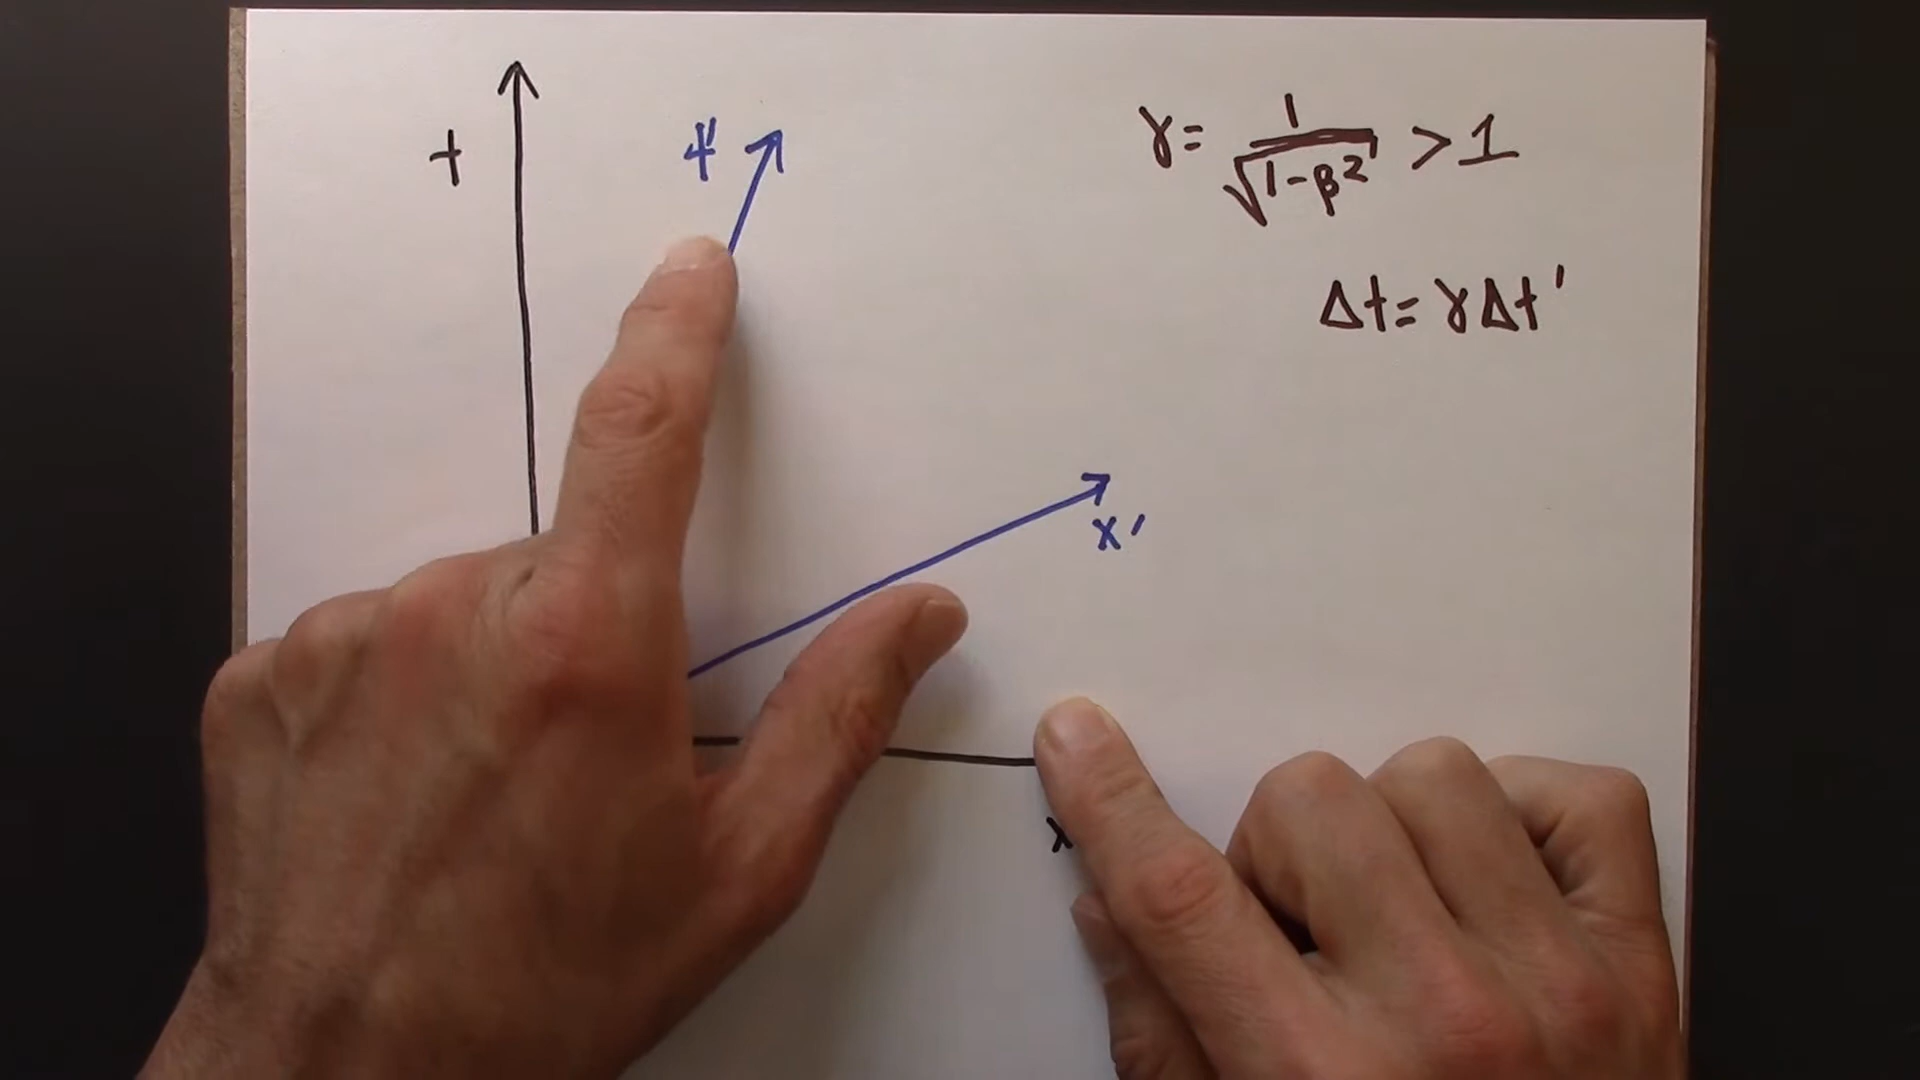 t
t'
γ = 1/√(1-β²) > 1
Δt = γΔt'
x'
x